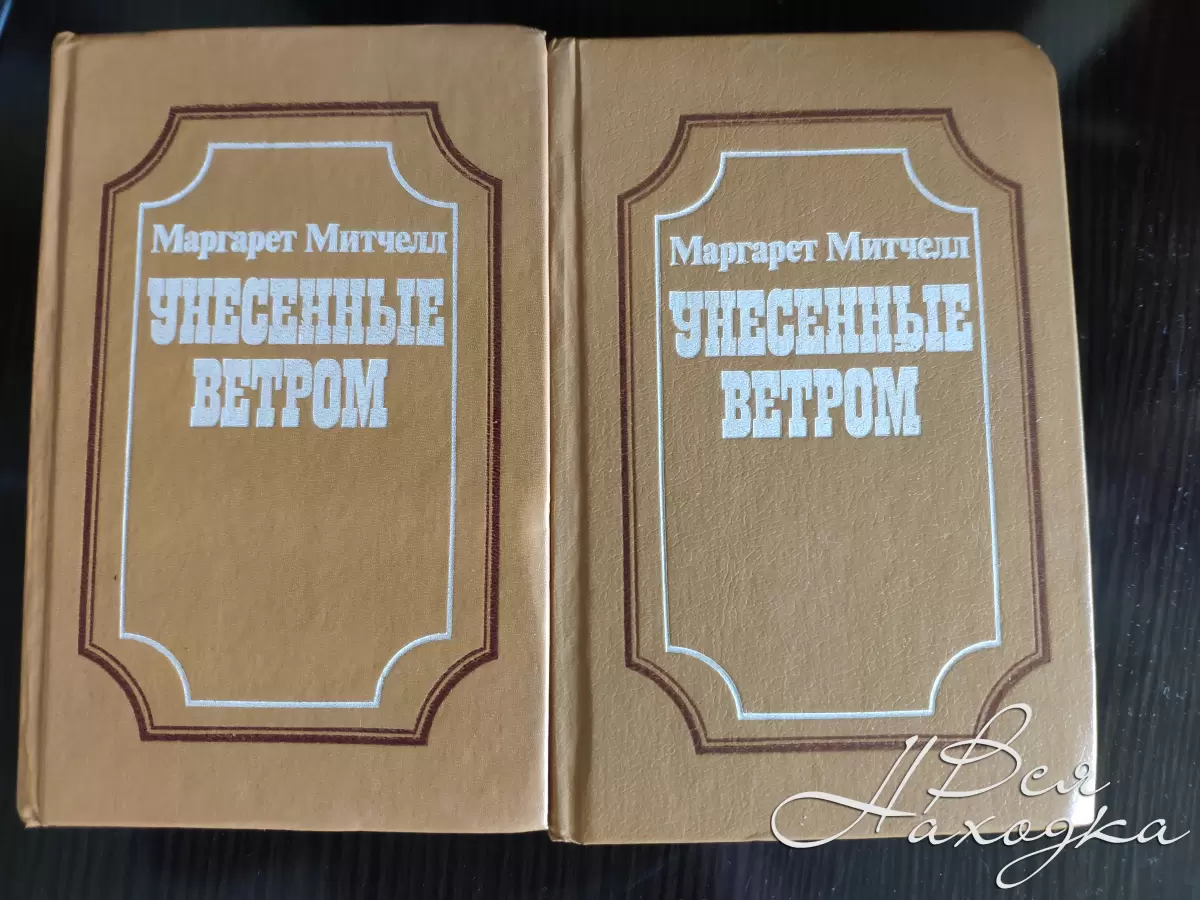 Маргарет Митчелл
УНЕСЕННЫЕ
ВЕТРОМ
Маргарет Митчелл
УНЕСЕННЫЕ
ВЕТРОМ
Вся
Находка